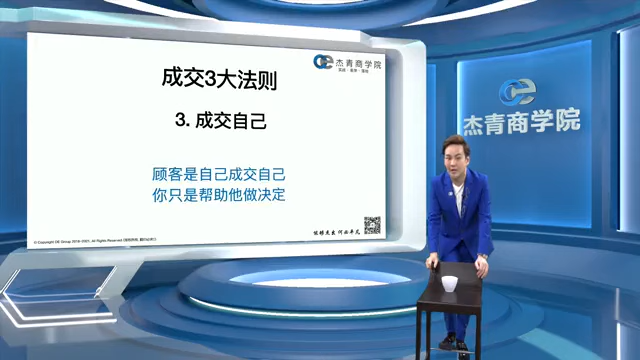 杰青商学院
成交3大法则
3. 成交自己
顾客是自己成交自己
你只是帮助他做决定
杰青商学院